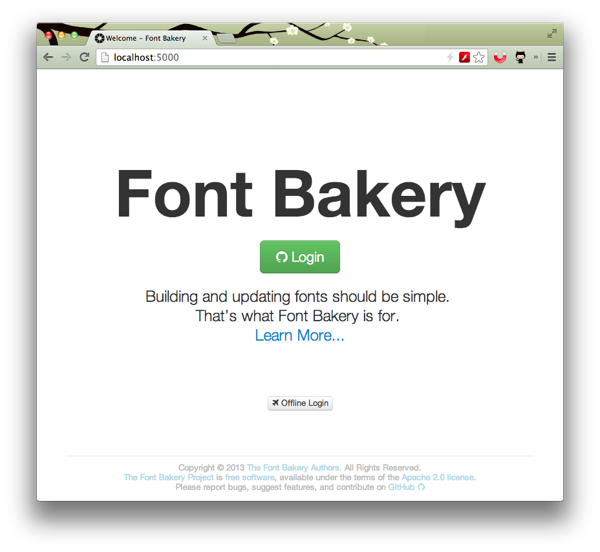 Welcome – Font Bakery
localhost:5000
Font Bakery
Login
Building and updating fonts should be simple.
That's what Font Bakery is for.
Learn More...
Offline Login
Copyright © 2013 The Font Bakery Authors. All Rights Reserved.
The Font Bakery Project is free software, available under the terms of the Apache 2.0 license.
Please report bugs, suggest features, and contribute on GitHub